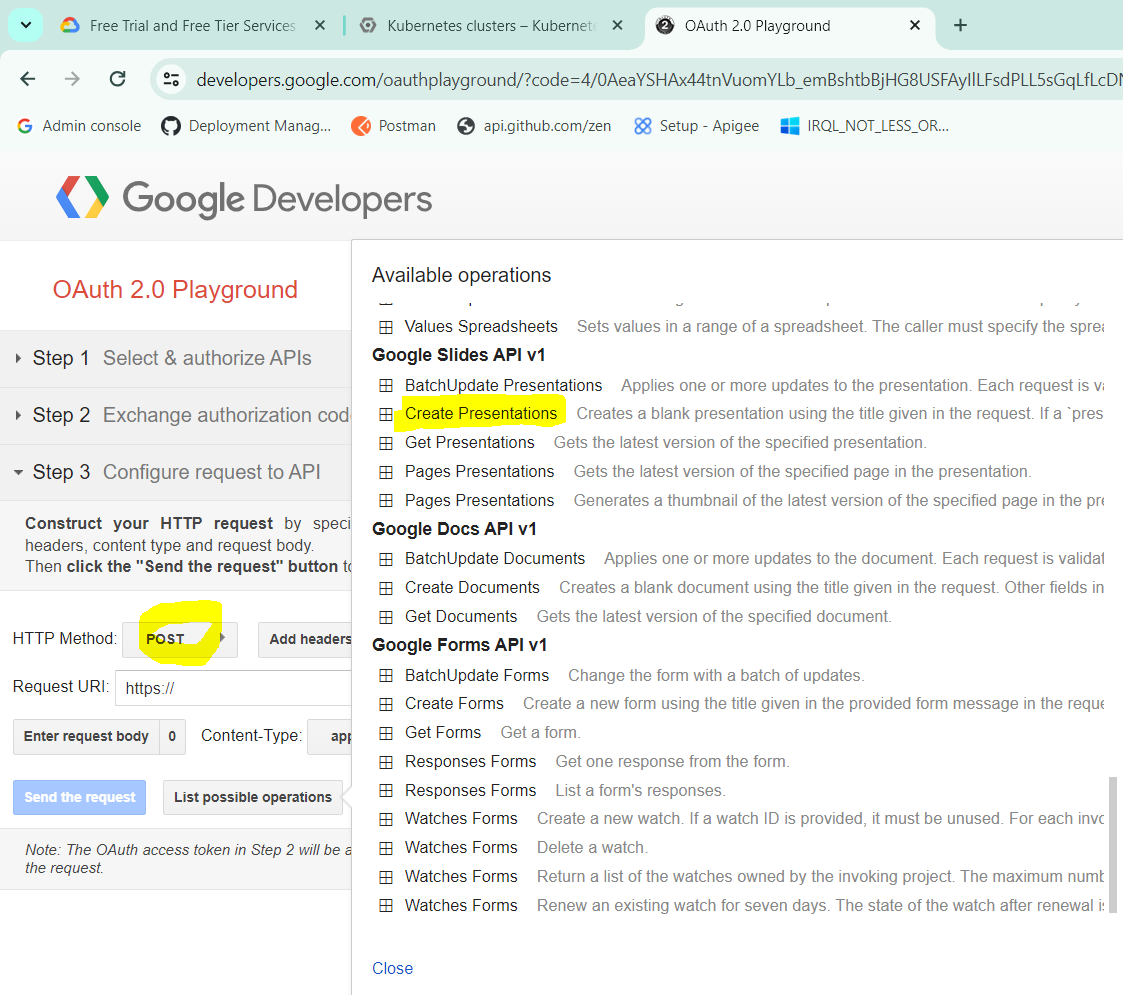 Free Trial and Free Tier Services
Kubernetes clusters – Kubernete
OAuth 2.0 Playground
developers.google.com/oauthplayground/?code=4/0AeaYSHAx44tnVuomYLb_emBshtbBjHG8USFAyIlLFsdPLL5sGqLfLcDN
Admin console
Deployment Manag...
Postman
api.github.com/zen
Setup - Apigee
IRQL_NOT_LESS_OR...
Google Developers
OAuth 2.0 Playground
Step 1 Select & authorize APIs
Step 2 Exchange authorization code
Step 3 Configure request to API
Construct your HTTP request by speci
headers, content type and request body.
Then click the "Send the request" button to
HTTP Method: POST Add headers
Request URI: https://
Enter request body 0 Content-Type: app
Send the request List possible operations
Note: The OAuth access token in Step 2 will be a
the request.
Available operations
Values Spreadsheets Sets values in a range of a spreadsheet. The caller must specify the sprea
Google Slides API v1
BatchUpdate Presentations Applies one or more updates to the presentation. Each request is va
Create Presentations Creates a blank presentation using the title given in the request. If a `pres
Get Presentations Gets the latest version of the specified presentation.
Pages Presentations Gets the latest version of the specified page in the presentation.
Pages Presentations Generates a thumbnail of the latest version of the specified page in the pre
Google Docs API v1
BatchUpdate Documents Applies one or more updates to the document. Each request is validat
Create Documents Creates a blank document using the title given in the request. Other fields in
Get Documents Gets the latest version of the specified document.
Google Forms API v1
BatchUpdate Forms Change the form with a batch of updates.
Create Forms Create a new form using the title given in the provided form message in the reque
Get Forms Get a form.
Responses Forms Get one response from the form.
Responses Forms List a form's responses.
Watches Forms Create a new watch. If a watch ID is provided, it must be unused. For each invo
Watches Forms Delete a watch.
Watches Forms Return a list of the watches owned by the invoking project. The maximum numb
Watches Forms Renew an existing watch for seven days. The state of the watch after renewal is
Close